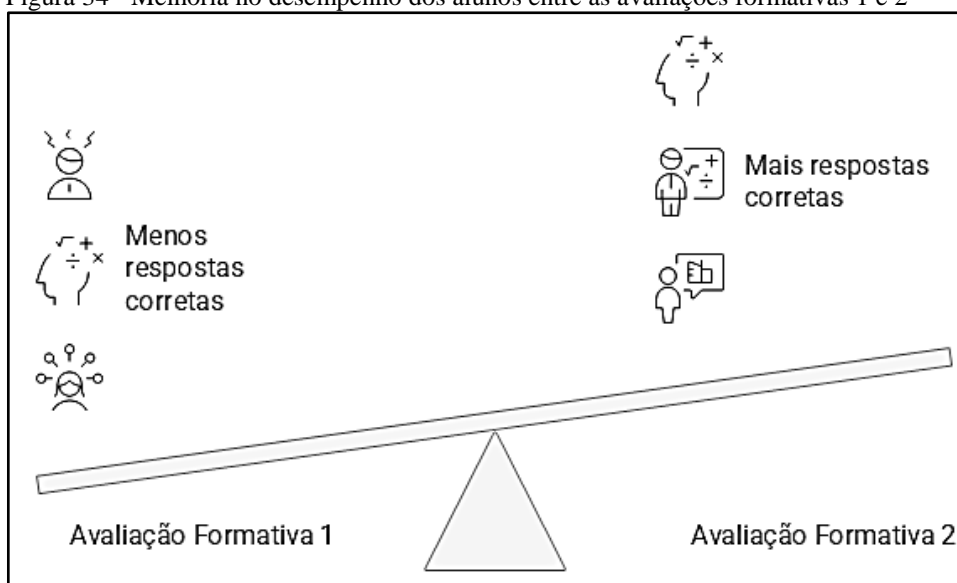 Figura 34 - Memória no desempenho dos alunos entre as avaliações formativas 1 e 2
Menos
respostas
corretas
Mais respostas
corretas
Avaliação Formativa 1
Avaliação Formativa 2